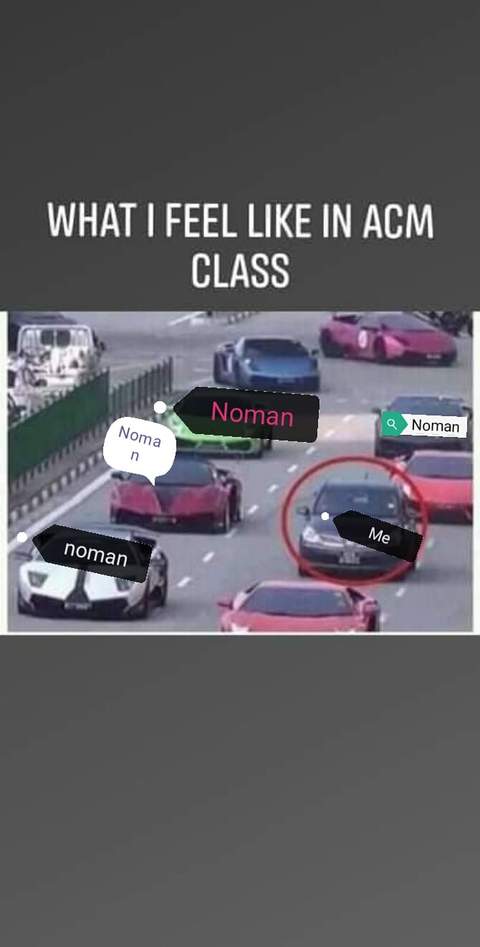 WHAT I FEEL LIKE IN ACM
CLASS
Noman
Noman
Noma
n
noman
Me